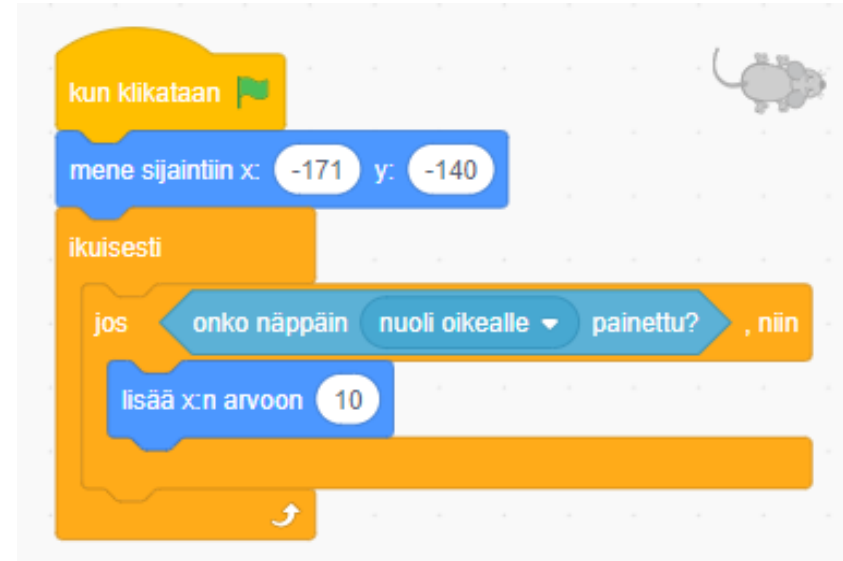 kun klikataan
mene sijaintiin x: -171 y: -140
ikuisesti
jos onko näppäin nuoli oikealle painettu? , niin
lisää x:n arvoon 10